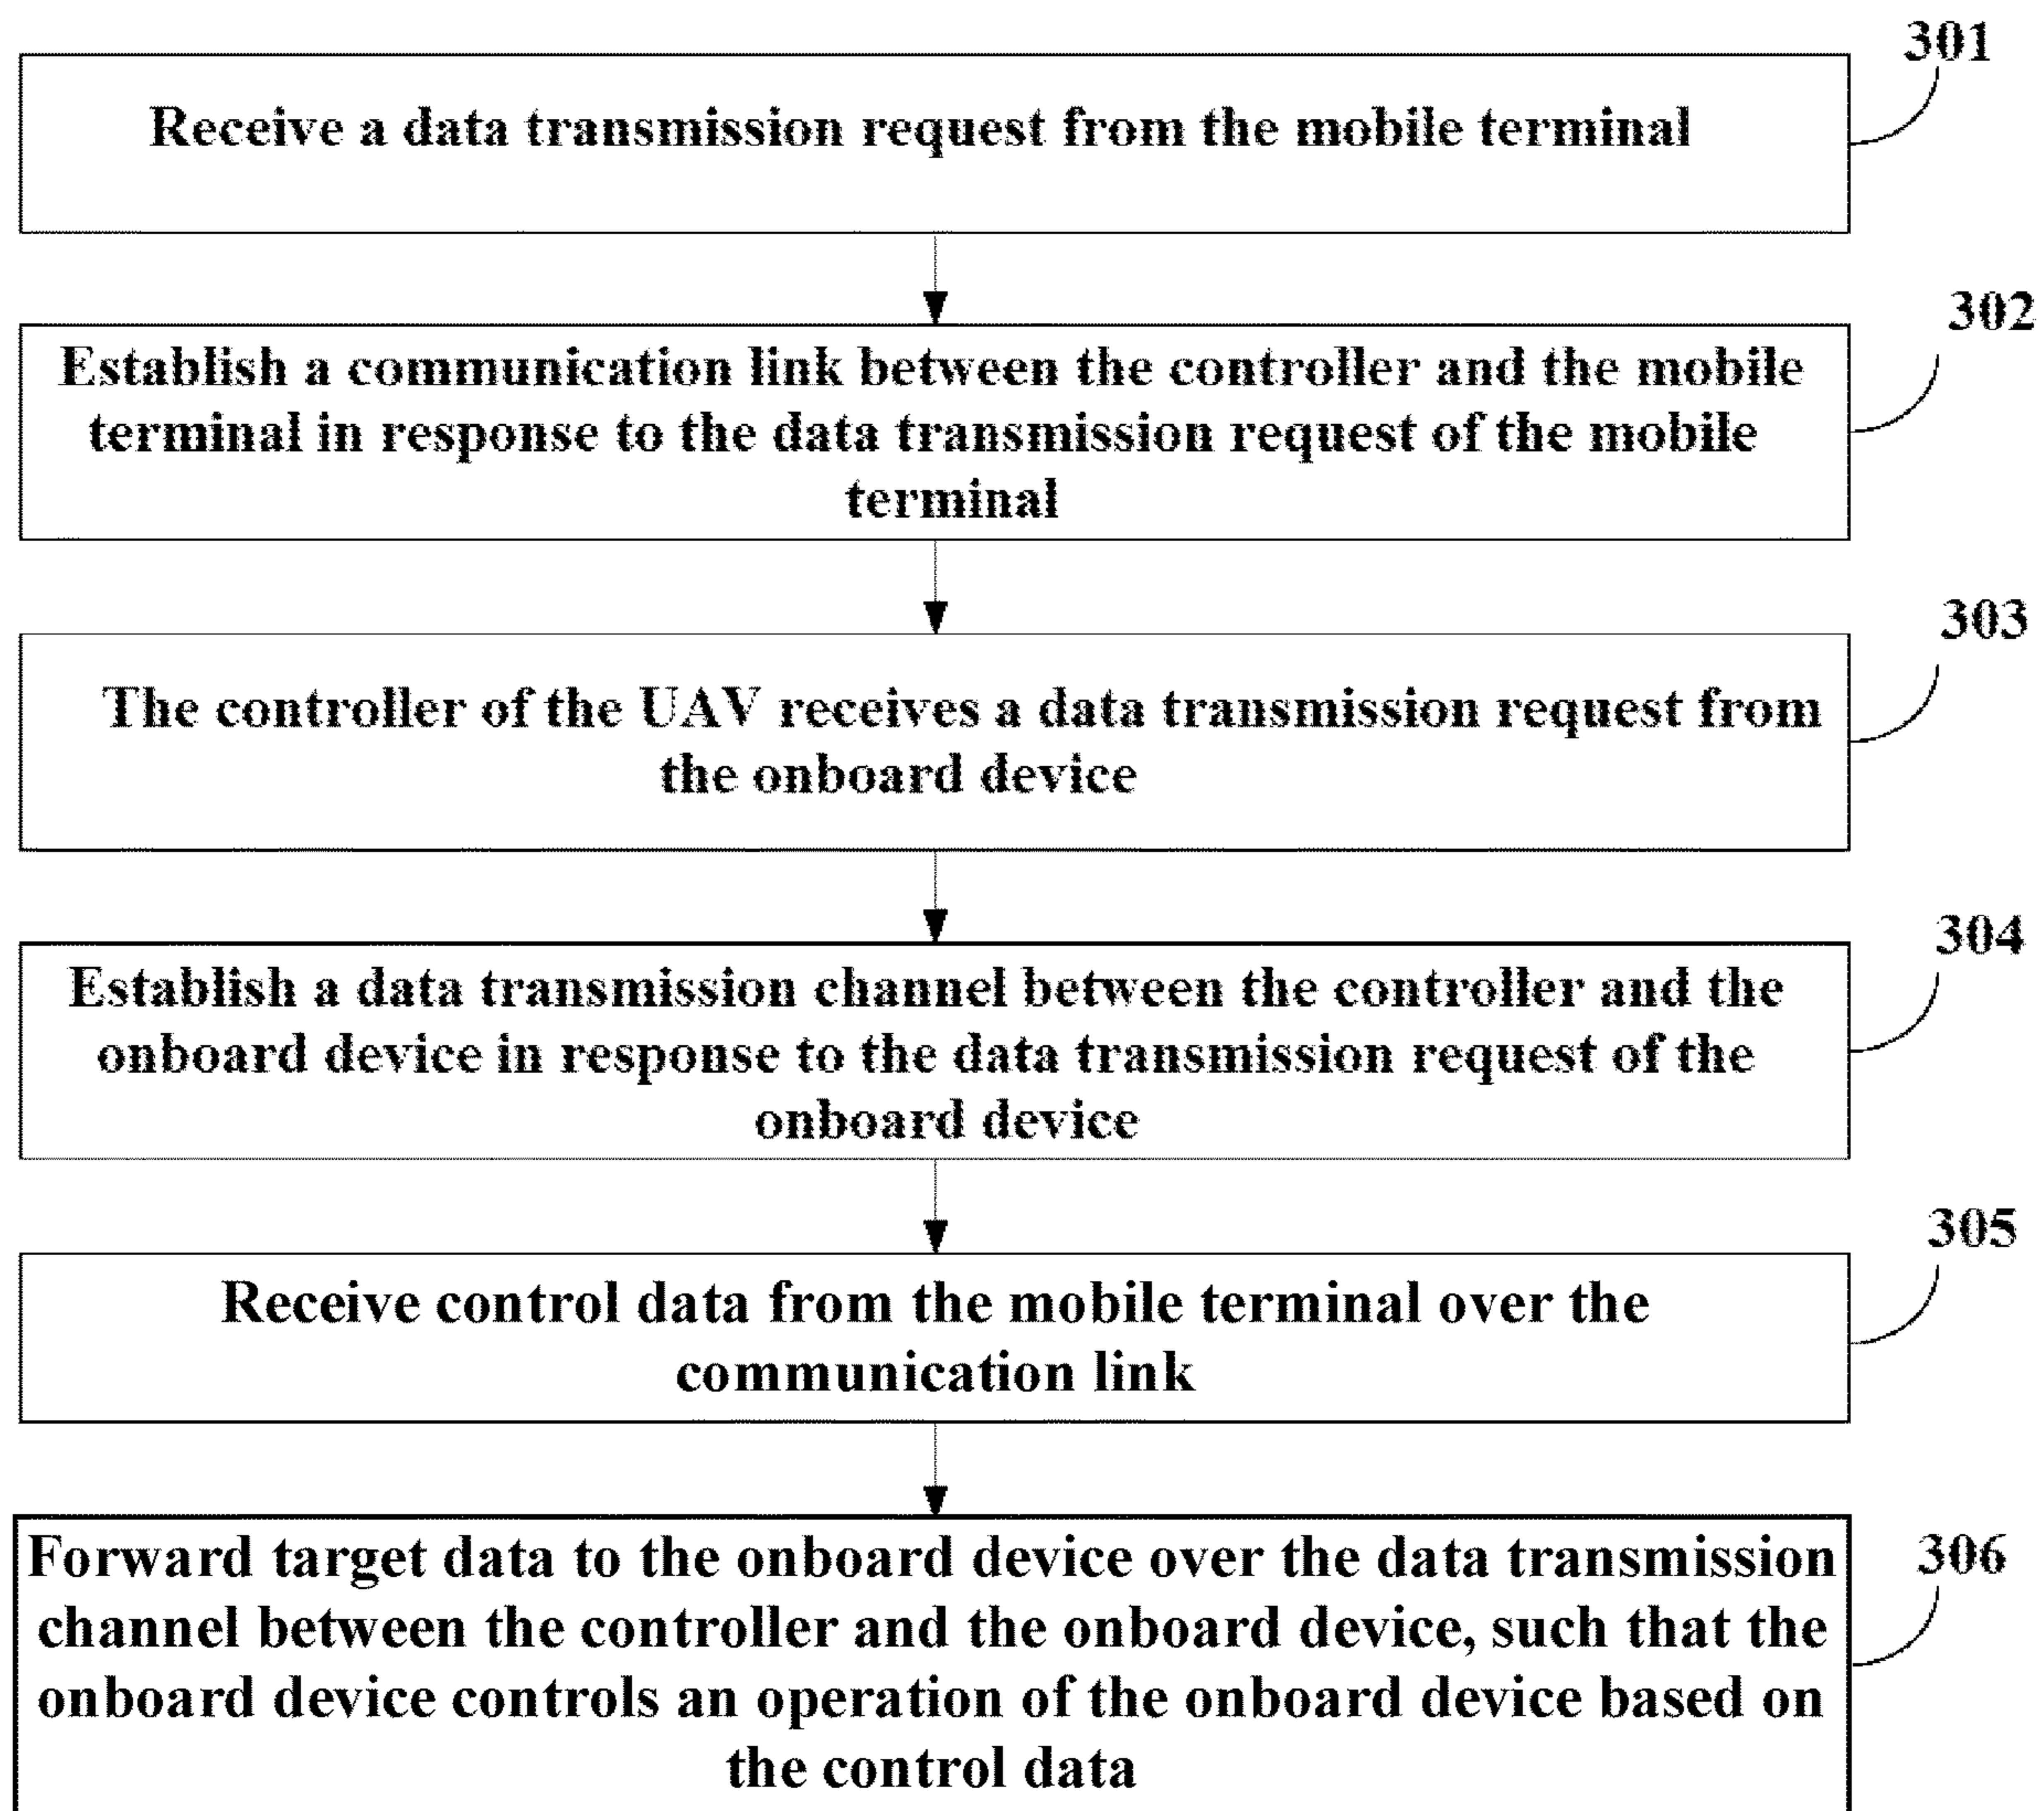 301
Receive a data transmission request from the mobile terminal
302
Establish a communication link between the controller and the mobile
terminal in response to the data transmission request of the mobile
terminal
303
The controller of the UAV receives a data transmission request from
the onboard device
304
Establish a data transmission channel between the controller and the
onboard device in response to the data transmission request of the
onboard device
305
Receive control data from the mobile terminal over the
communication link
306
Forward target data to the onboard device over the data transmission
channel between the controller and the onboard device, such that the
onboard device controls an operation of the onboard device based on
the control data